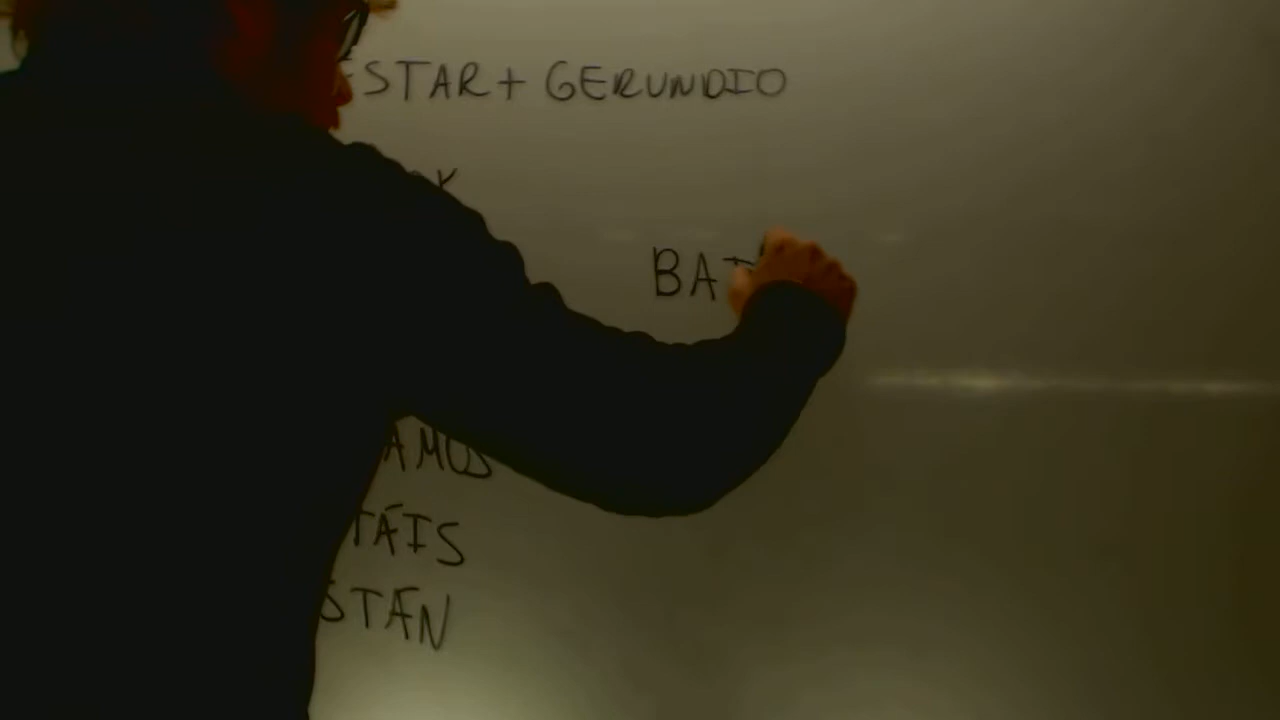 STAR + GERUNDIO
Y
BA
AMOS
TÁIS
STÁN